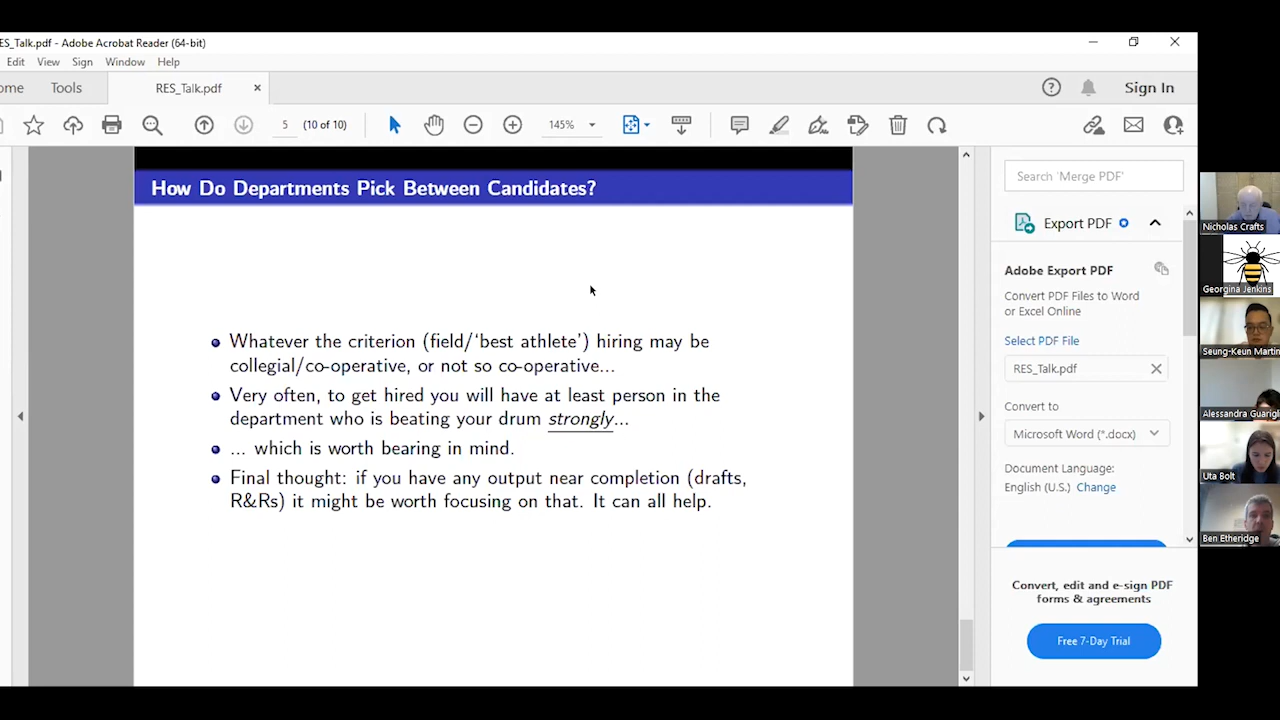 ES_Talk.pdf - Adobe Acrobat Reader (64-bit)
Edit View Sign Window Help
ome Tools RES_Talk.pdf ×
Sign In
5 (10 of 10) 145%
How Do Departments Pick Between Candidates?
Whatever the criterion (field/‘best athlete’) hiring may be
collegial/co-operative, or not so co-operative...
Very often, to get hired you will have at least person in the
department who is beating your drum strongly...
... which is worth bearing in mind.
Final thought: if you have any output near completion (drafts,
R&Rs) it might be worth focusing on that. It can all help.
Search 'Merge PDF'
Export PDF
Adobe Export PDF
Convert PDF Files to Word
or Excel Online
Select PDF File
RES_Talk.pdf
Convert to
Microsoft Word (*.docx)
Document Language:
English (U.S.) Change
Convert, edit and e-sign PDF
forms & agreements
Free 7-Day Trial
Nicholas Crafts
Georgina Jenkins
Seung-Keun Martin
Alessandra Guarigl
Uta Bolt
Ben Etheridge